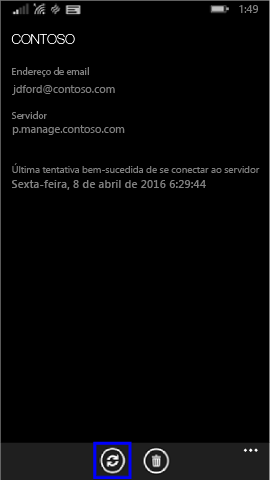 1:49
CONTOSO
Endereço de email
jdford@contoso.com
Servidor
p.manage.contoso.com
Última tentativa bem-sucedida de se conectar ao servidor
Sexta-feira, 8 de abril de 2016 6:29:44